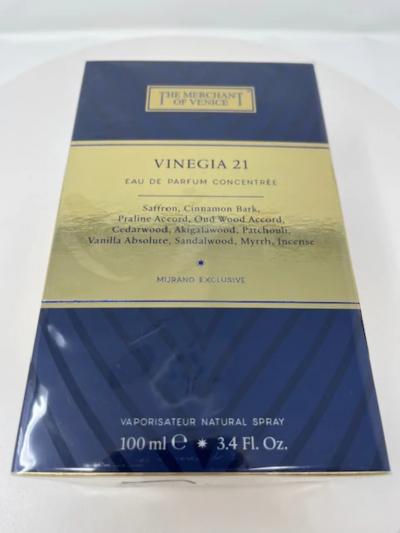 THE MERCHANT
OF VENICE
VINEGIA 21
EAU DE PARFUM CONCENTRÉE
Saffron, Cinnamon Bark,
Praline Accord, Oud Wood Accord,
Cedarwood, Akigalawood, Patchouli,
Vanilla Absolute, Sandalwood, Myrrh, Incense
MURANO EXCLUSIVE
VAPORISATEUR NATURAL SPRAY
100 ml ℮ ✷ 3.4 Fl. Oz.